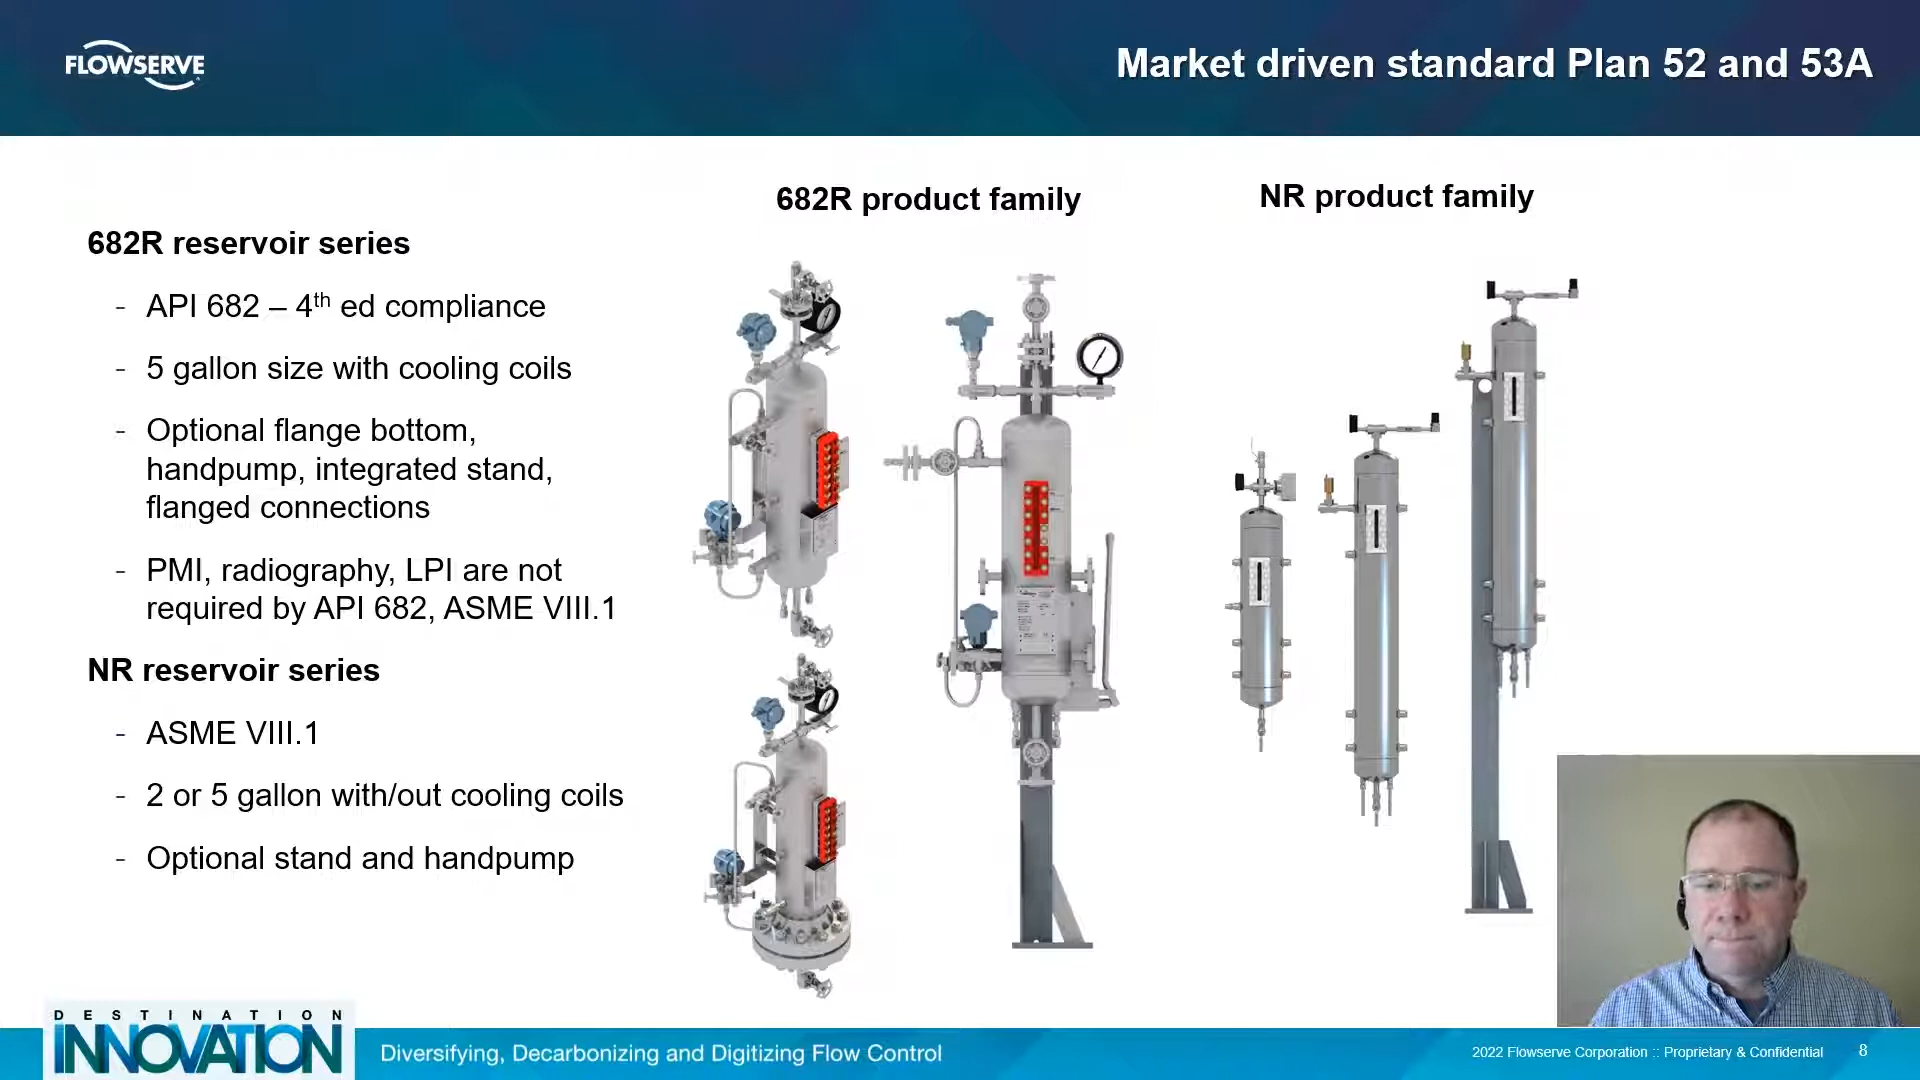 FLOWSERVE
Market driven standard Plan 52 and 53A
682R product family
NR product family
682R reservoir series
- API 682 – 4th ed compliance
- 5 gallon size with cooling coils
- Optional flange bottom,
handpump, integrated stand,
flanged connections
- PMI, radiography, LPI are not
required by API 682, ASME VIII.1
NR reservoir series
- ASME VIII.1
- 2 or 5 gallon with/out cooling coils
- Optional stand and handpump
DESTINATION
INNOVATION
Diversifying, Decarbonizing and Digitizing Flow Control
2022 Flowserve Corporation :: Proprietary & Confidential
8